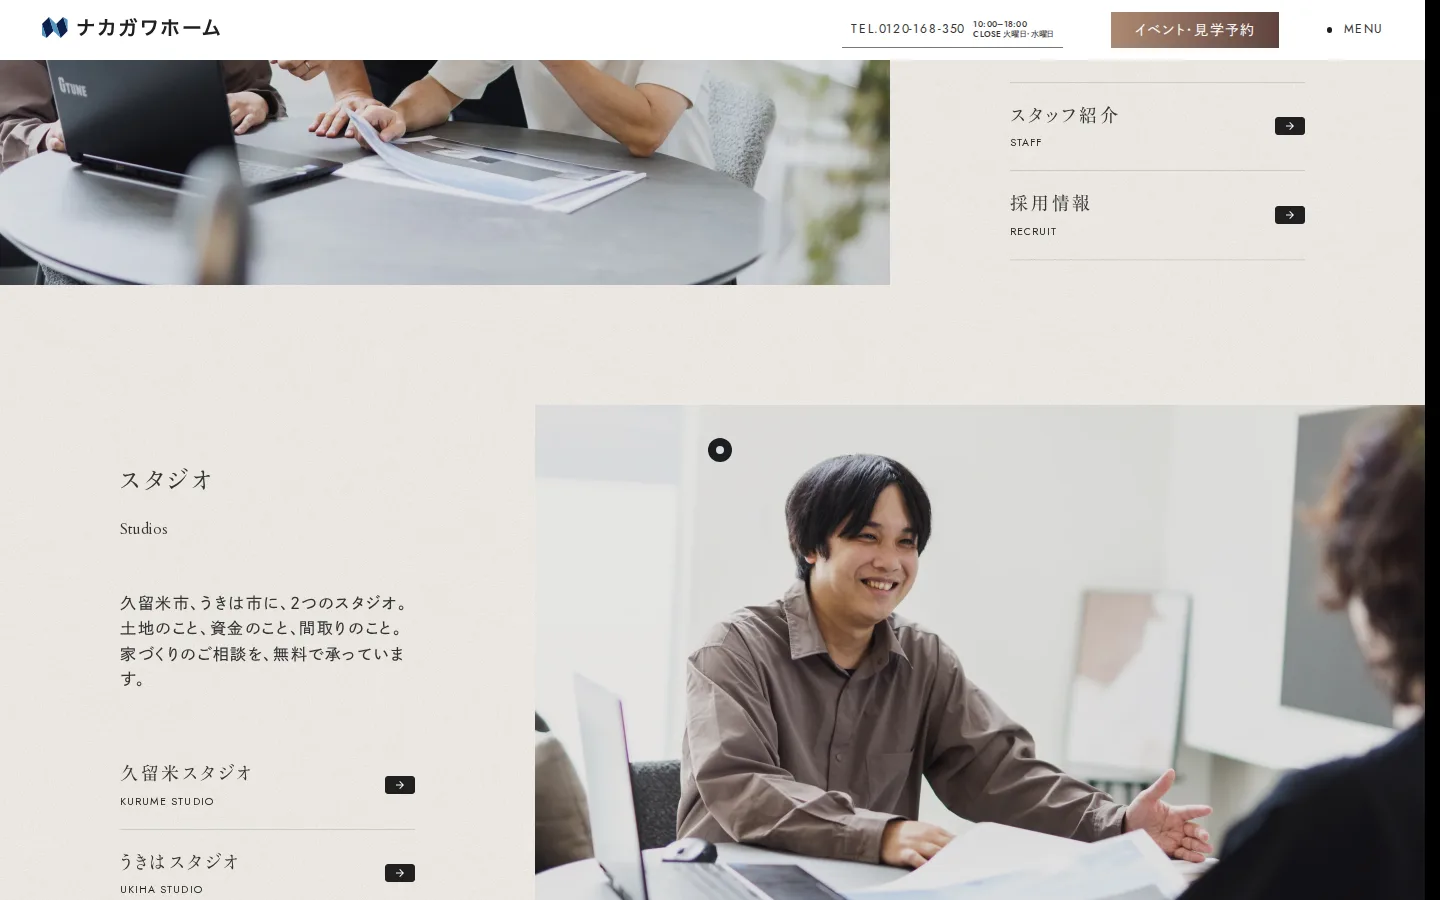 ナカガワホーム
TEL.0120-168-350
10:00–18:00
CLOSE 火曜日・水曜日
イベント・見学予約
MENU
GTUNE
スタッフ紹介
STAFF
採用情報
RECRUIT
スタジオ
Studios
久留米市、うきは市に、2つのスタジオ。
土地のこと、資金のこと、間取りのこと。
家づくりのご相談を、無料で承っていま
す。
久留米スタジオ
KURUME STUDIO
うきはスタジオ
UKIHA STUDIO